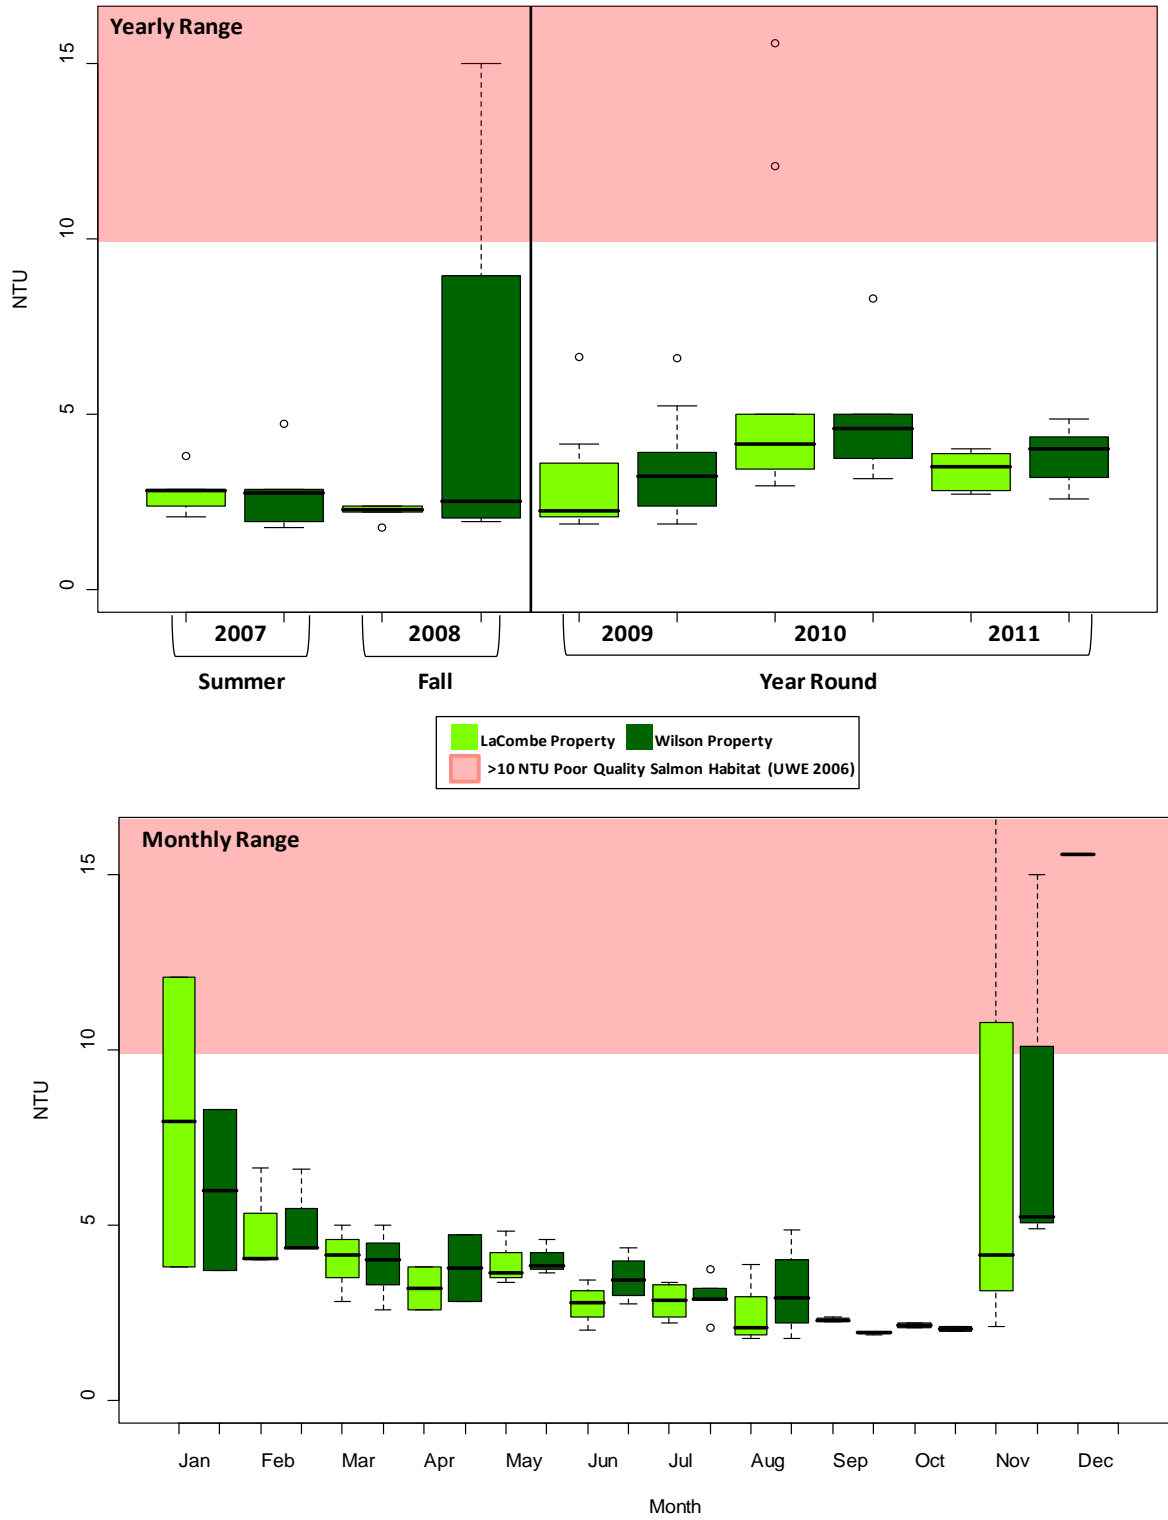 Yearly Range
15
10
NTU
5
0
2007 2008 2009 2010 2011
Summer Fall Year Round
LaCombe Property Wilson Property
>10 NTU Poor Quality Salmon Habitat (UWE 2006)
Monthly Range
15
10
NTU
5
0
Jan Feb Mar Apr May Jun Jul Aug Sep Oct Nov Dec
Month